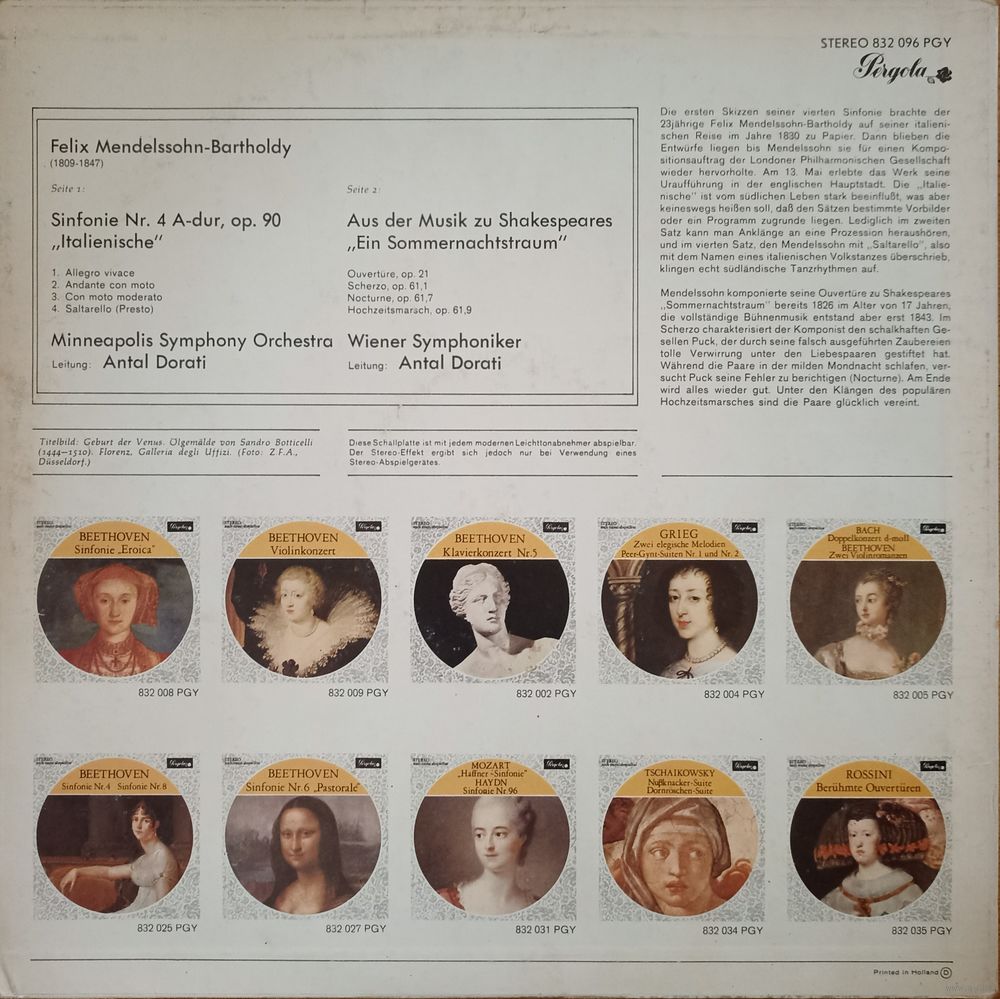 STEREO 832 096 PGY
Pergola
Felix Mendelssohn-Bartholdy
(1809-1847)
Seite 1:
Sinfonie Nr. 4 A-dur, op. 90
„Italienische“
1. Allegro vivace
2. Andante con moto
3. Con moto moderato
4. Saltarello (Presto)
Minneapolis Symphony Orchestra
Leitung: Antal Dorati
Seite 2:
Aus der Musik zu Shakespeares
„Ein Sommernachtstraum“
Ouvertüre, op. 21
Scherzo, op. 61,1
Nocturne, op. 61,7
Hochzeitsmarsch, op. 61,9
Wiener Symphoniker
Leitung: Antal Dorati
Die ersten Skizzen seiner vierten Sinfonie brachte der
23jährige Felix Mendelssohn-Bartholdy auf seiner italieni-
schen Reise im Jahre 1830 zu Papier. Dann blieben die
Entwürfe liegen bis Mendelssohn sie für einen Kompo-
sitionsauftrag der Londoner Philharmonischen Gesellschaft
wieder hervorholte. Am 13. Mai erlebte das Werk seine
Uraufführung in der englischen Hauptstadt. Die „Italie-
nische“ ist vom südlichen Leben stark beeinflußt, was aber
keineswegs heißen soll, daß den Sätzen bestimmte Vorbilder
oder ein Programm zugrunde liegen. Lediglich im zweiten
Satz kann man Anklänge an eine Prozession heraushören,
und im vierten Satz, den Mendelssohn mit „Saltarello“, also
mit dem Namen eines italienischen Volkstanzes überschrieb,
klingen echt südländische Tanzrhythmen auf.
Mendelssohn komponierte seine Ouvertüre zu Shakespeares
„Sommernachtstraum“ bereits 1826 im Alter von 17 Jahren,
die vollständige Bühnenmusik entstand aber erst 1843. Im
Scherzo charakterisiert der Komponist den schalkhaften Ge-
sellen Puck, der durch seine falsch ausgeführten Zaubereien
tolle Verwirrung unter den Liebespaaren gestiftet hat.
Während die Paare in der milden Mondnacht schlafen, ver-
sucht Puck seine Fehler zu berichtigen (Nocturne). Am Ende
wird alles wieder gut. Unter den Klängen des populären
Hochzeitsmarsches sind die Paare glücklich vereint.
Titelbild: Geburt der Venus. Ölgemälde von Sandro Botticelli
(1444—1510). Florenz, Galleria degli Uffizi. (Foto: Z.F.A.,
Düsseldorf.)
Diese Schallplatte ist mit jedem modernen Leichttonabnehmer abspielbar.
Der Stereo-Effekt ergibt sich jedoch nur bei Verwendung eines
Stereo-Abspielgerätes.
BEETHOVEN
Sinfonie „Eroica“
832 008 PGY
BEETHOVEN
Violinkonzert
832 009 PGY
BEETHOVEN
Klavierkonzert Nr. 5
832 002 PGY
GRIEG
Zwei elegische Melodien
Peer-Gynt-Suiten Nr. 1 und Nr. 2
832 004 PGY
BACH
Doppelkonzert d-moll
BEETHOVEN
Zwei Violinromanzen
832 005 PGY
BEETHOVEN
Sinfonie Nr. 4 Sinfonie Nr. 8
832 025 PGY
BEETHOVEN
Sinfonie Nr. 6 „Pastorale“
832 027 PGY
MOZART
„Haffner-Sinfonie“
HAYDN
Sinfonie Nr. 96
832 031 PGY
TSCHAIKOWSKY
Nußknacker-Suite
Dornröschen-Suite
832 034 PGY
ROSSINI
Berühmte Ouvertüren
832 035 PGY
Printed in Holland D